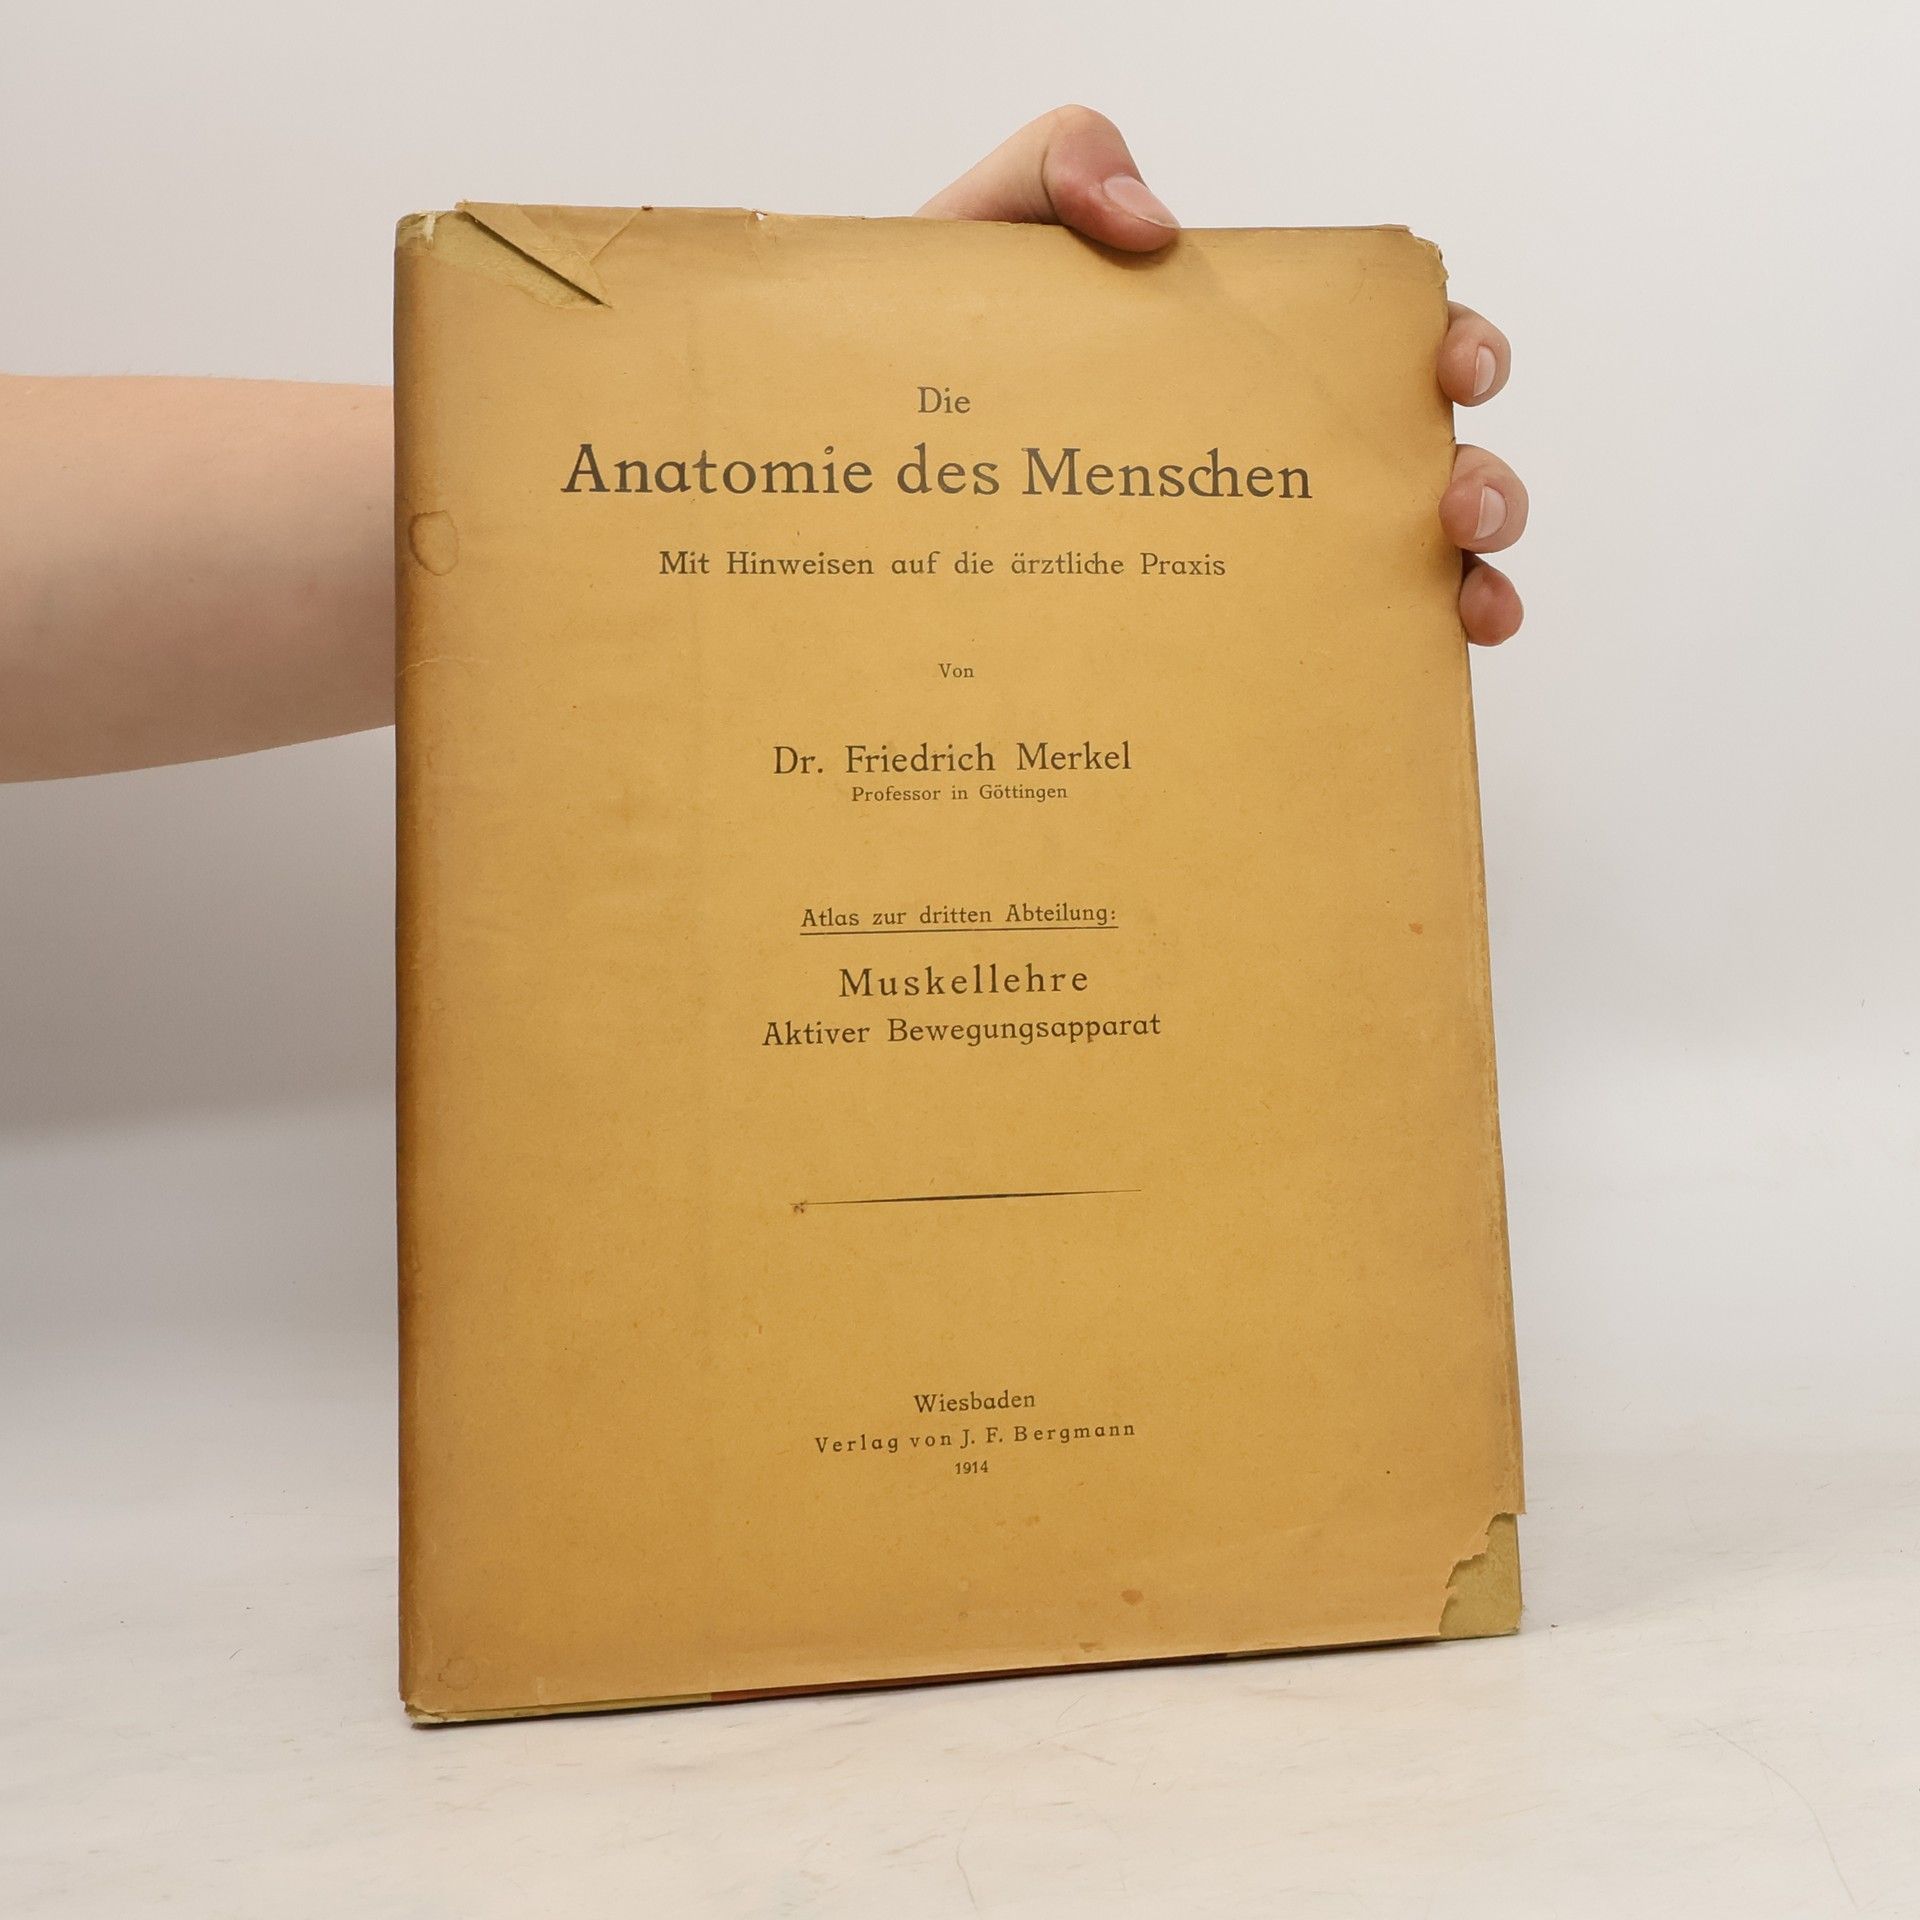 Die
Anatomie des Menschen
Mit Hinweisen auf die ärztliche Praxis
Von
Dr. Friedrich Merkel
Professor in Göttingen
Atlas zur dritten Abteilung:
Muskellehre
Aktiver Bewegungsapparat
Wiesbaden
Verlag von J. F. Bergmann
1914